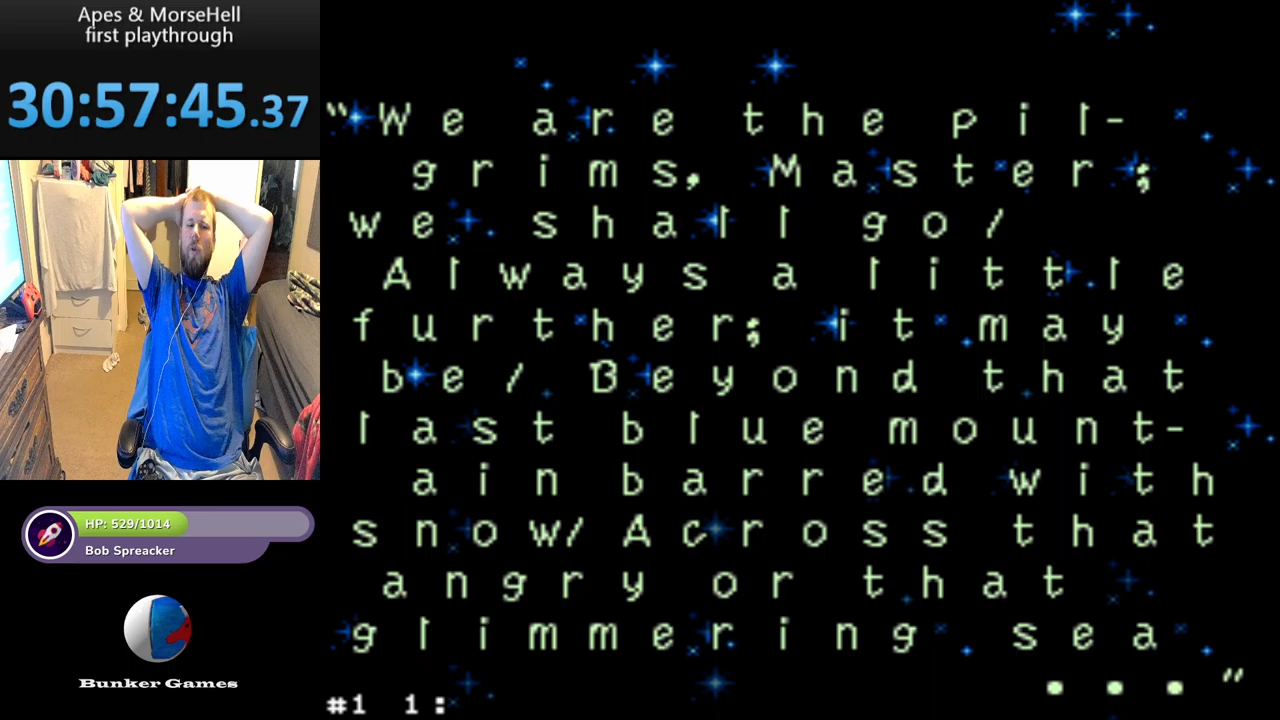 Apes & MorseHell
first playthrough
30:57:45.37
HP: 529/1014
Bob Spreacker
Bunker Games
“We are the pil-
grims, Master;
we shall go/
Always a little
further; it may
be/ Beyond that
last blue mount-
ain barred with
snow/ Across that
angry or that
glimmering sea
..."
#1 1: